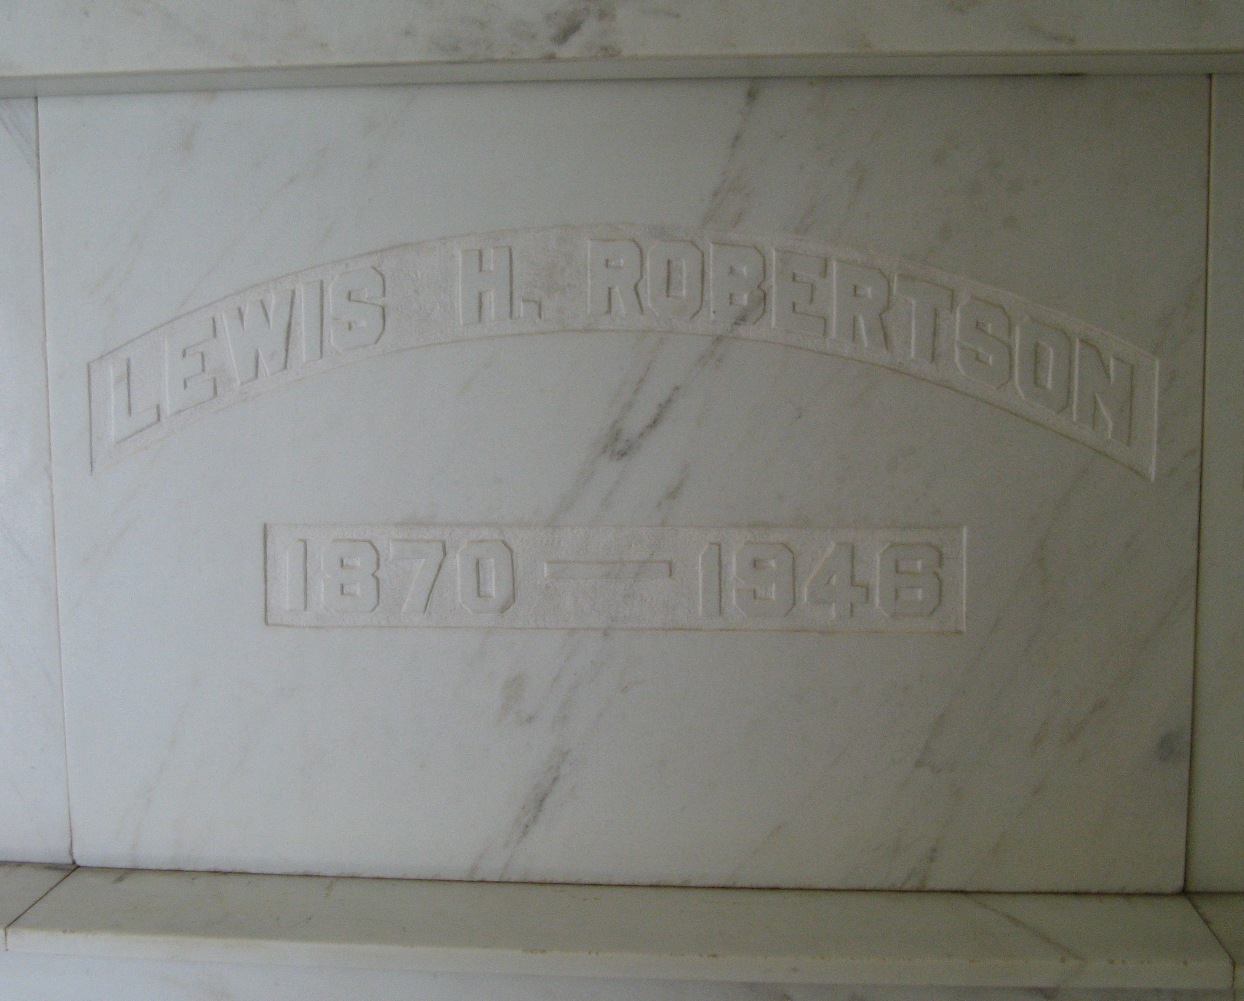 LEWIS H. ROBERTSON
1870 — 1946